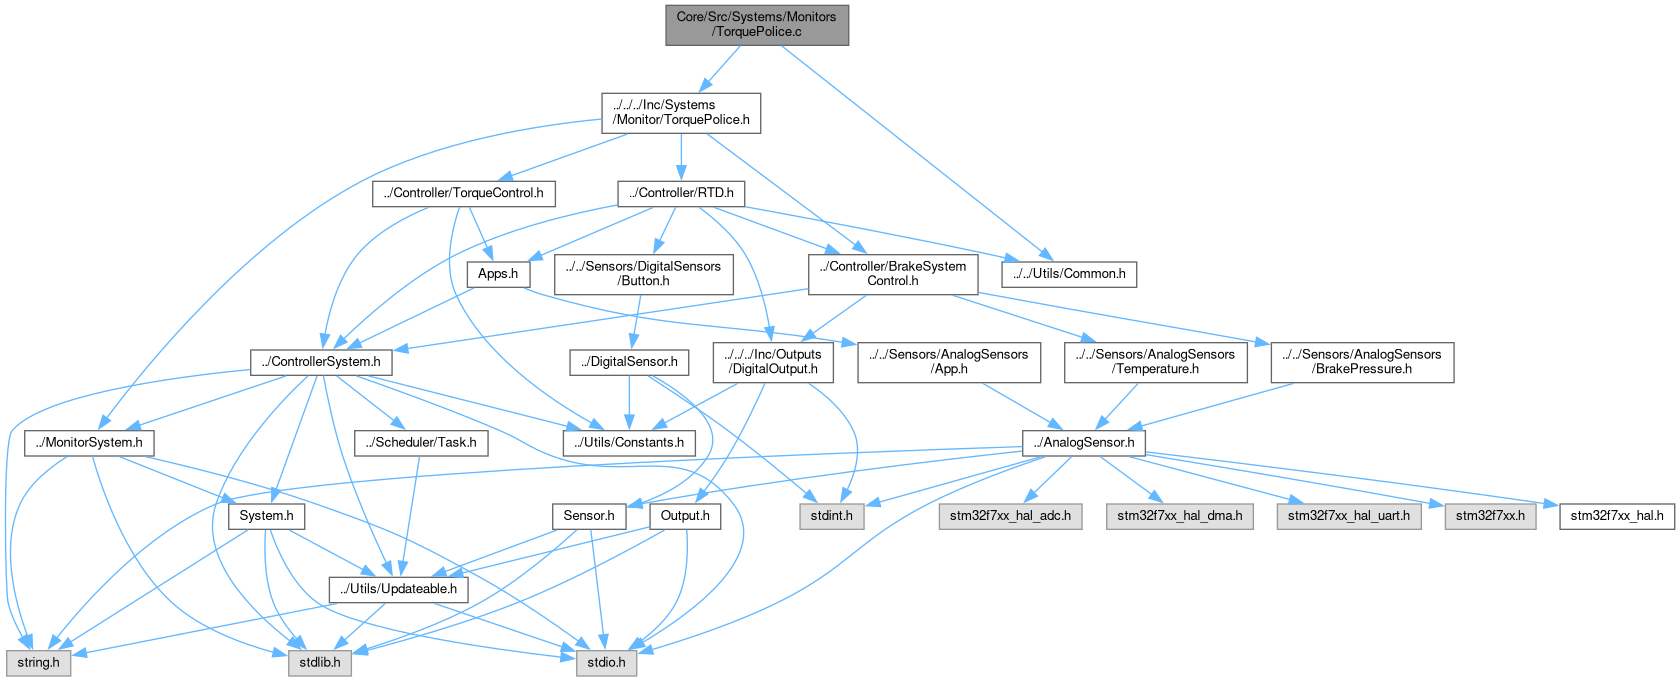 Core/Src/Systems/Monitors
/TorquePolice.c
../../../Inc/Systems
/Monitor/TorquePolice.h
../Controller/TorqueControl.h
../Controller/RTD.h
Apps.h
../../Sensors/DigitalSensors
/Button.h
../Controller/BrakeSystem
Control.h
../../Utils/Common.h
../ControllerSystem.h
../DigitalSensor.h
../../../Inc/Outputs
/DigitalOutput.h
../../Sensors/AnalogSensors
/App.h
../../Sensors/AnalogSensors
/Temperature.h
../../Sensors/AnalogSensors
/BrakePressure.h
../MonitorSystem.h
../Scheduler/Task.h
../Utils/Constants.h
../AnalogSensor.h
System.h
Sensor.h
Output.h
stdint.h
stm32f7xx_hal_adc.h
stm32f7xx_hal_dma.h
stm32f7xx_hal_uart.h
stm32f7xx.h
stm32f7xx_hal.h
../Utils/Updateable.h
string.h
stdlib.h
stdio.h